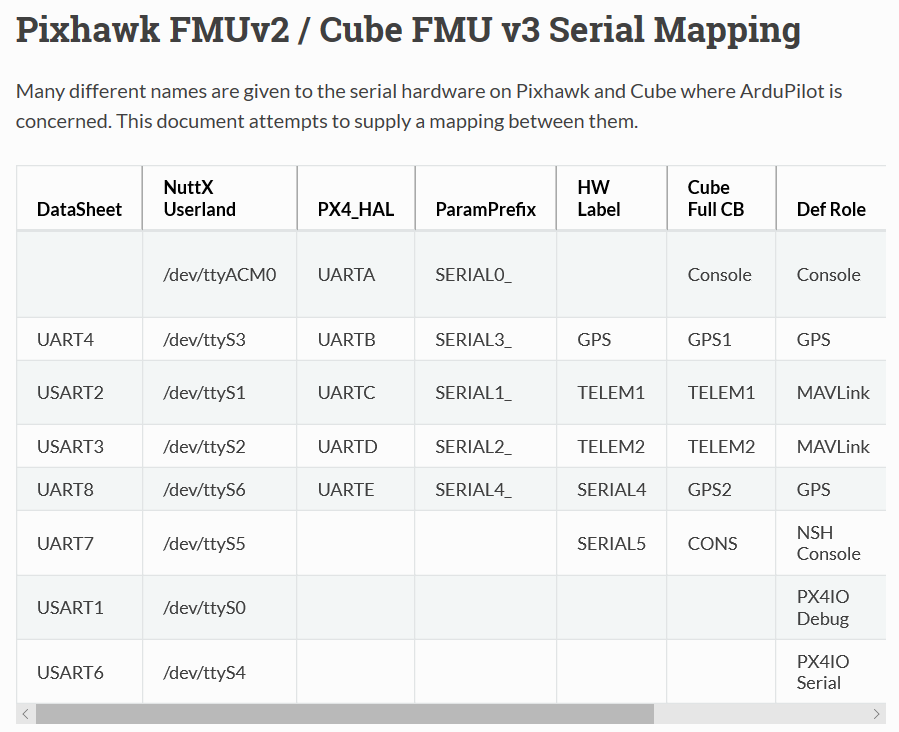 Pixhawk FMUv2 / Cube FMU v3 Serial Mapping
Many different names are given to the serial hardware on Pixhawk and Cube where ArduPilot is
concerned. This document attempts to supply a mapping between them.
DataSheet NuttX Userland PX4_HAL ParamPrefix HW Label Cube Full CB Def Role
/dev/ttyACM0 UARTA SERIAL0_ Console Console
UART4 /dev/ttyS3 UARTB SERIAL3_ GPS GPS1 GPS
USART2 /dev/ttyS1 UARTC SERIAL1_ TELEM1 TELEM1 MAVLink
USART3 /dev/ttyS2 UARTD SERIAL2_ TELEM2 TELEM2 MAVLink
UART8 /dev/ttyS6 UARTE SERIAL4_ SERIAL4 GPS2 GPS
UART7 /dev/ttyS5 SERIAL5 CONS NSH Console
USART1 /dev/ttyS0 PX4IO Debug
USART6 /dev/ttyS4 PX4IO Serial